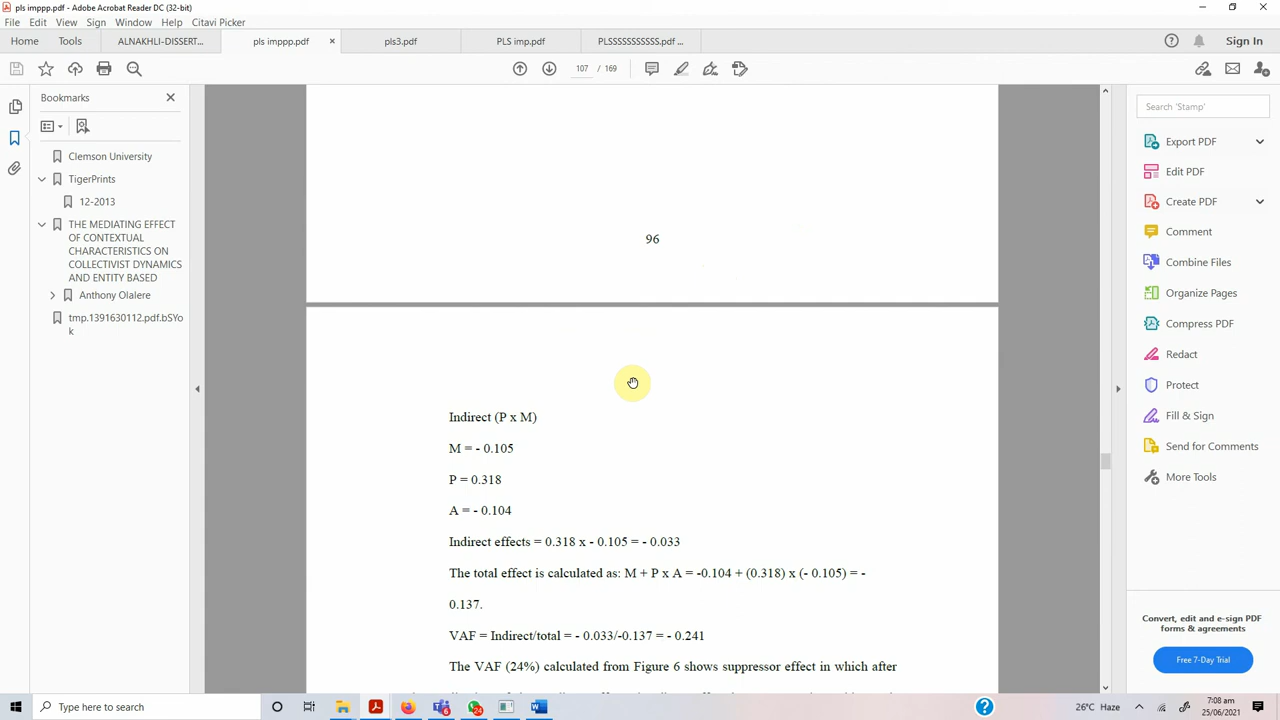 pls imppp.pdf - Adobe Acrobat Reader DC (32-bit)
File Edit View Sign Window Help Citavi Picker
Home Tools ALNAKHLI-DISSERT... pls imppp.pdf × pls3.pdf PLS imp.pdf PLSSSSSSSSSS.pdf ... Sign In
107 / 169
Bookmarks
Clemson University
TigerPrints
12-2013
THE MEDIATING EFFECT
OF CONTEXTUAL
CHARACTERISTICS ON
COLLECTIVIST DYNAMICS
AND ENTITY BASED
Anthony Olalere
tmp.1391630112.pdf.bSYo
k
96
Indirect (P x M)
M = - 0.105
P = 0.318
A = - 0.104
Indirect effects = 0.318 x - 0.105 = - 0.033
The total effect is calculated as: M + P x A = -0.104 + (0.318) x (- 0.105) = -
0.137.
VAF = Indirect/total = - 0.033/-0.137 = - 0.241
The VAF (24%) calculated from Figure 6 shows suppressor effect in which after
Search 'Stamp'
Export PDF
Edit PDF
Create PDF
Comment
Combine Files
Organize Pages
Compress PDF
Redact
Protect
Fill & Sign
Send for Comments
More Tools
Convert, edit and e-sign PDF
forms & agreements
Free 7-Day Trial
Type here to search
26°C Haze
7:08 am
25/06/2021